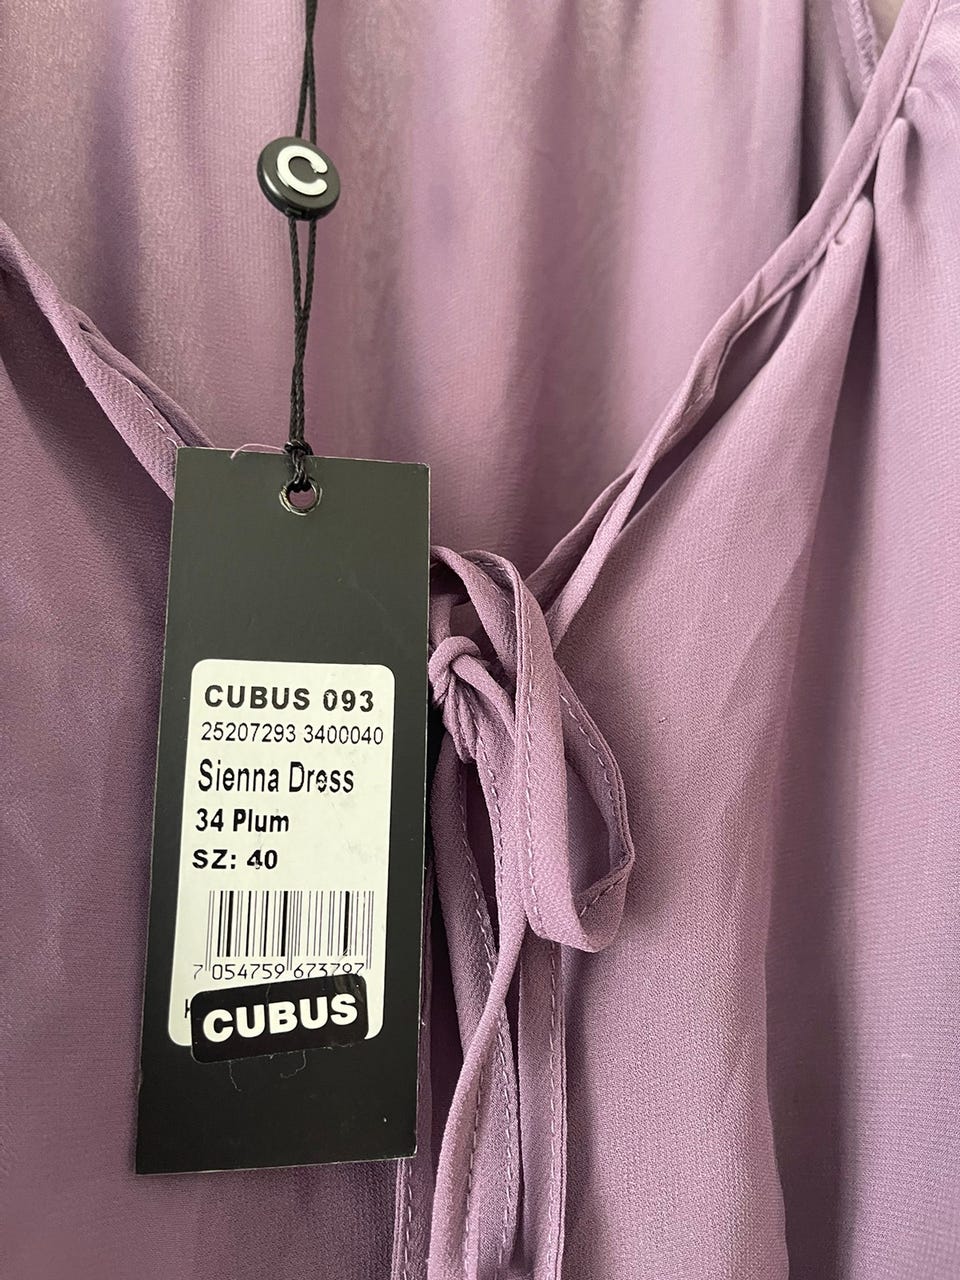 C
CUBUS 093
25207293 3400040
Sienna Dress
34 Plum
SZ: 40
7 054759 673797
CUBUS